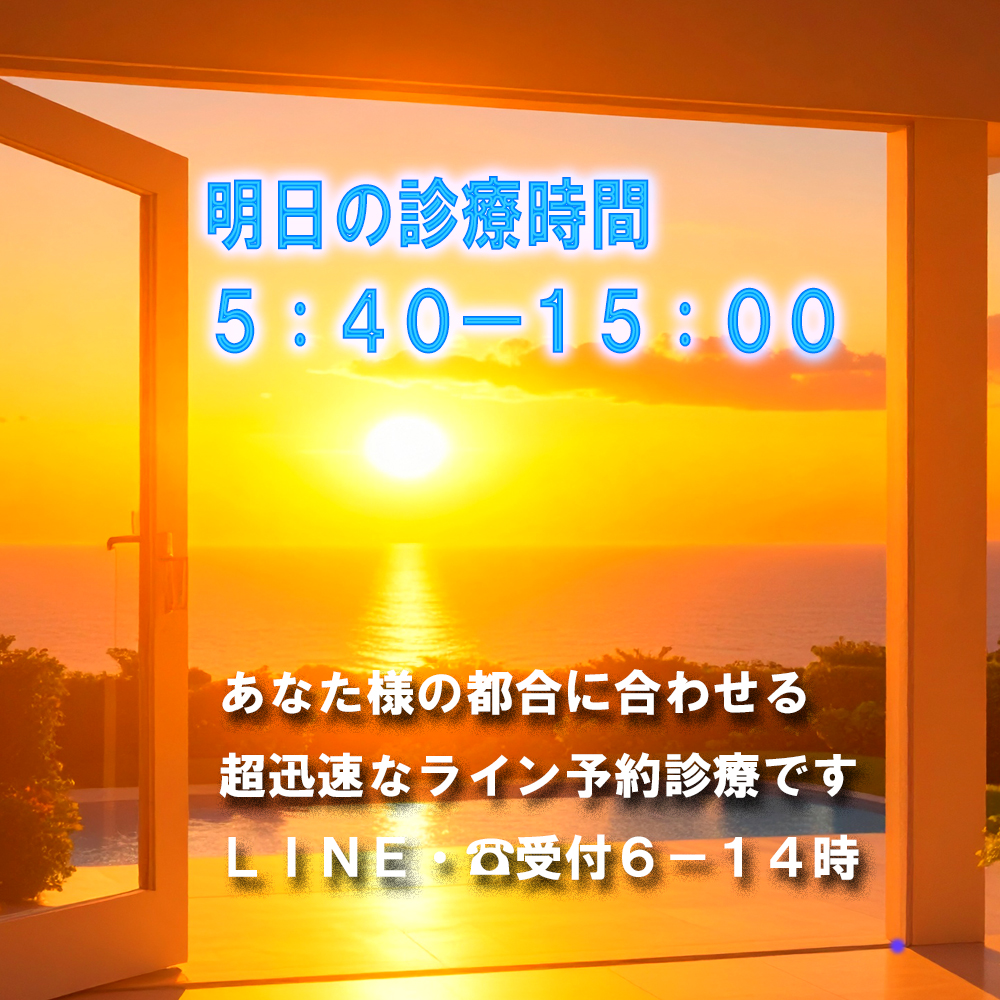 明日の診療時間
５：４０－１５：００
あなた様の都合に合わせる
超迅速なライン予約診療です
ＬＩＮＥ・☎受付６－１４時